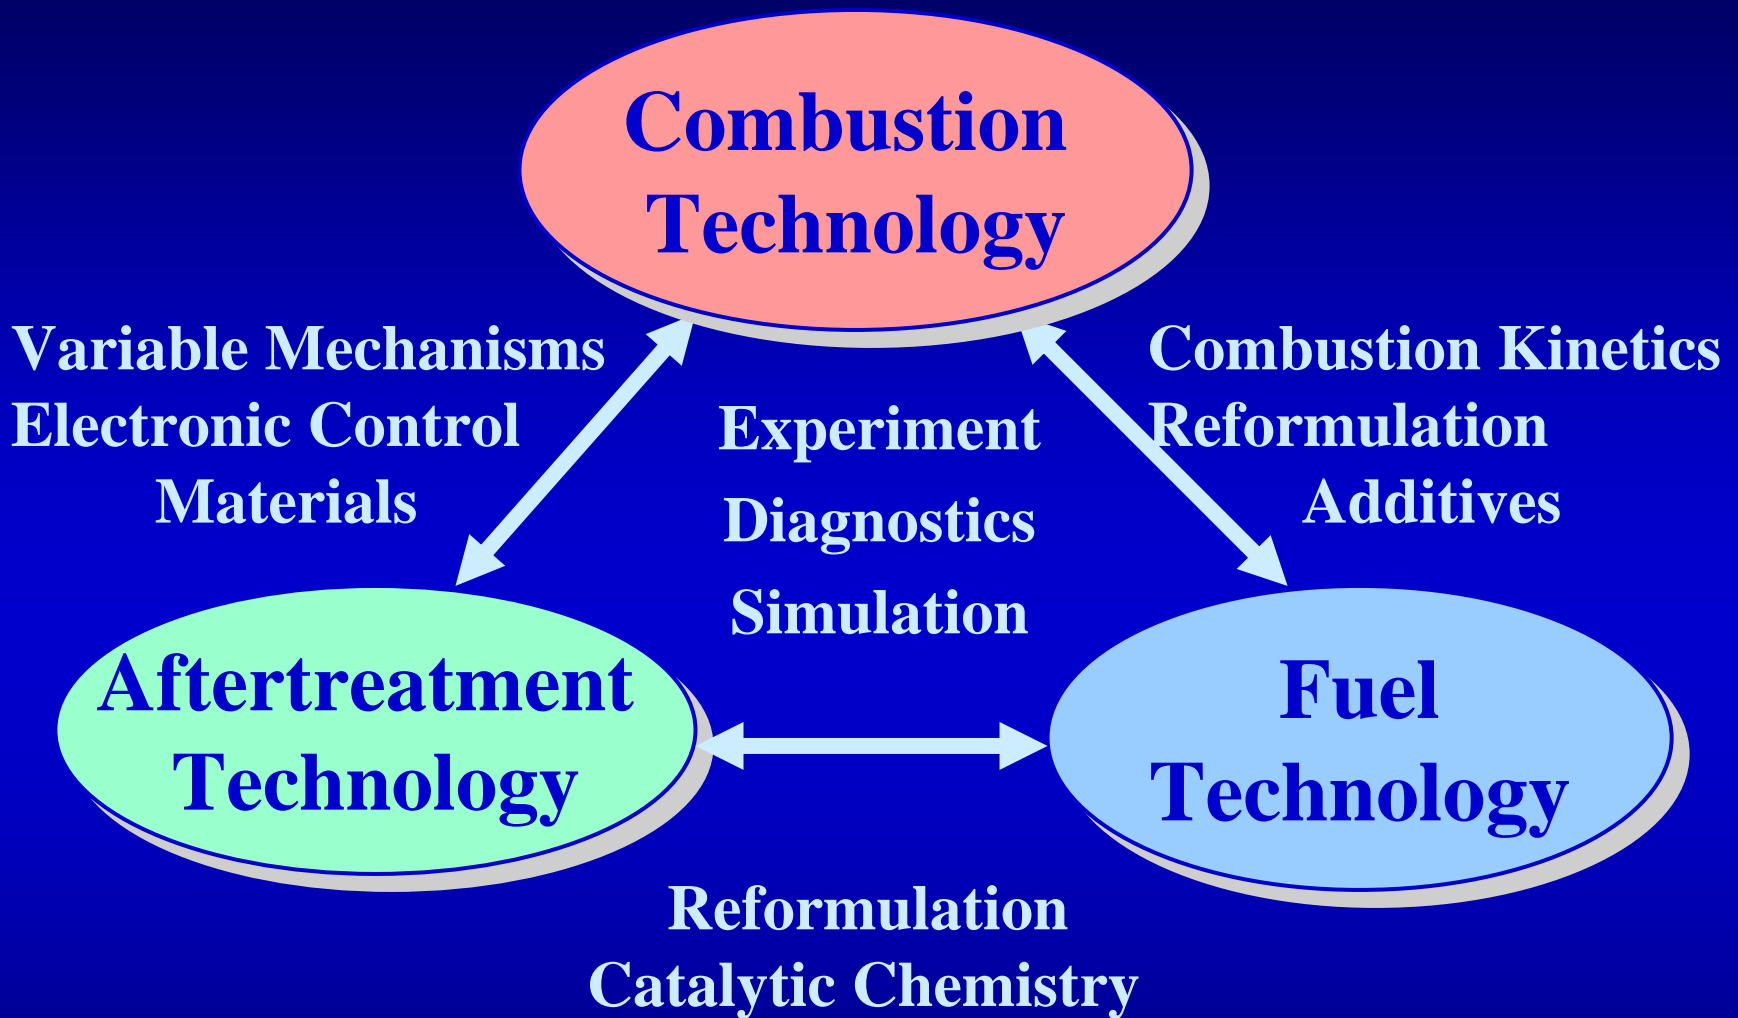 Combustion
Technology
Variable Mechanisms
Electronic Control
Materials
Experiment
Diagnostics
Simulation
Combustion Kinetics
Reformulation
Additives
Aftertreatment
Technology
Fuel
Technology
Reformulation
Catalytic Chemistry